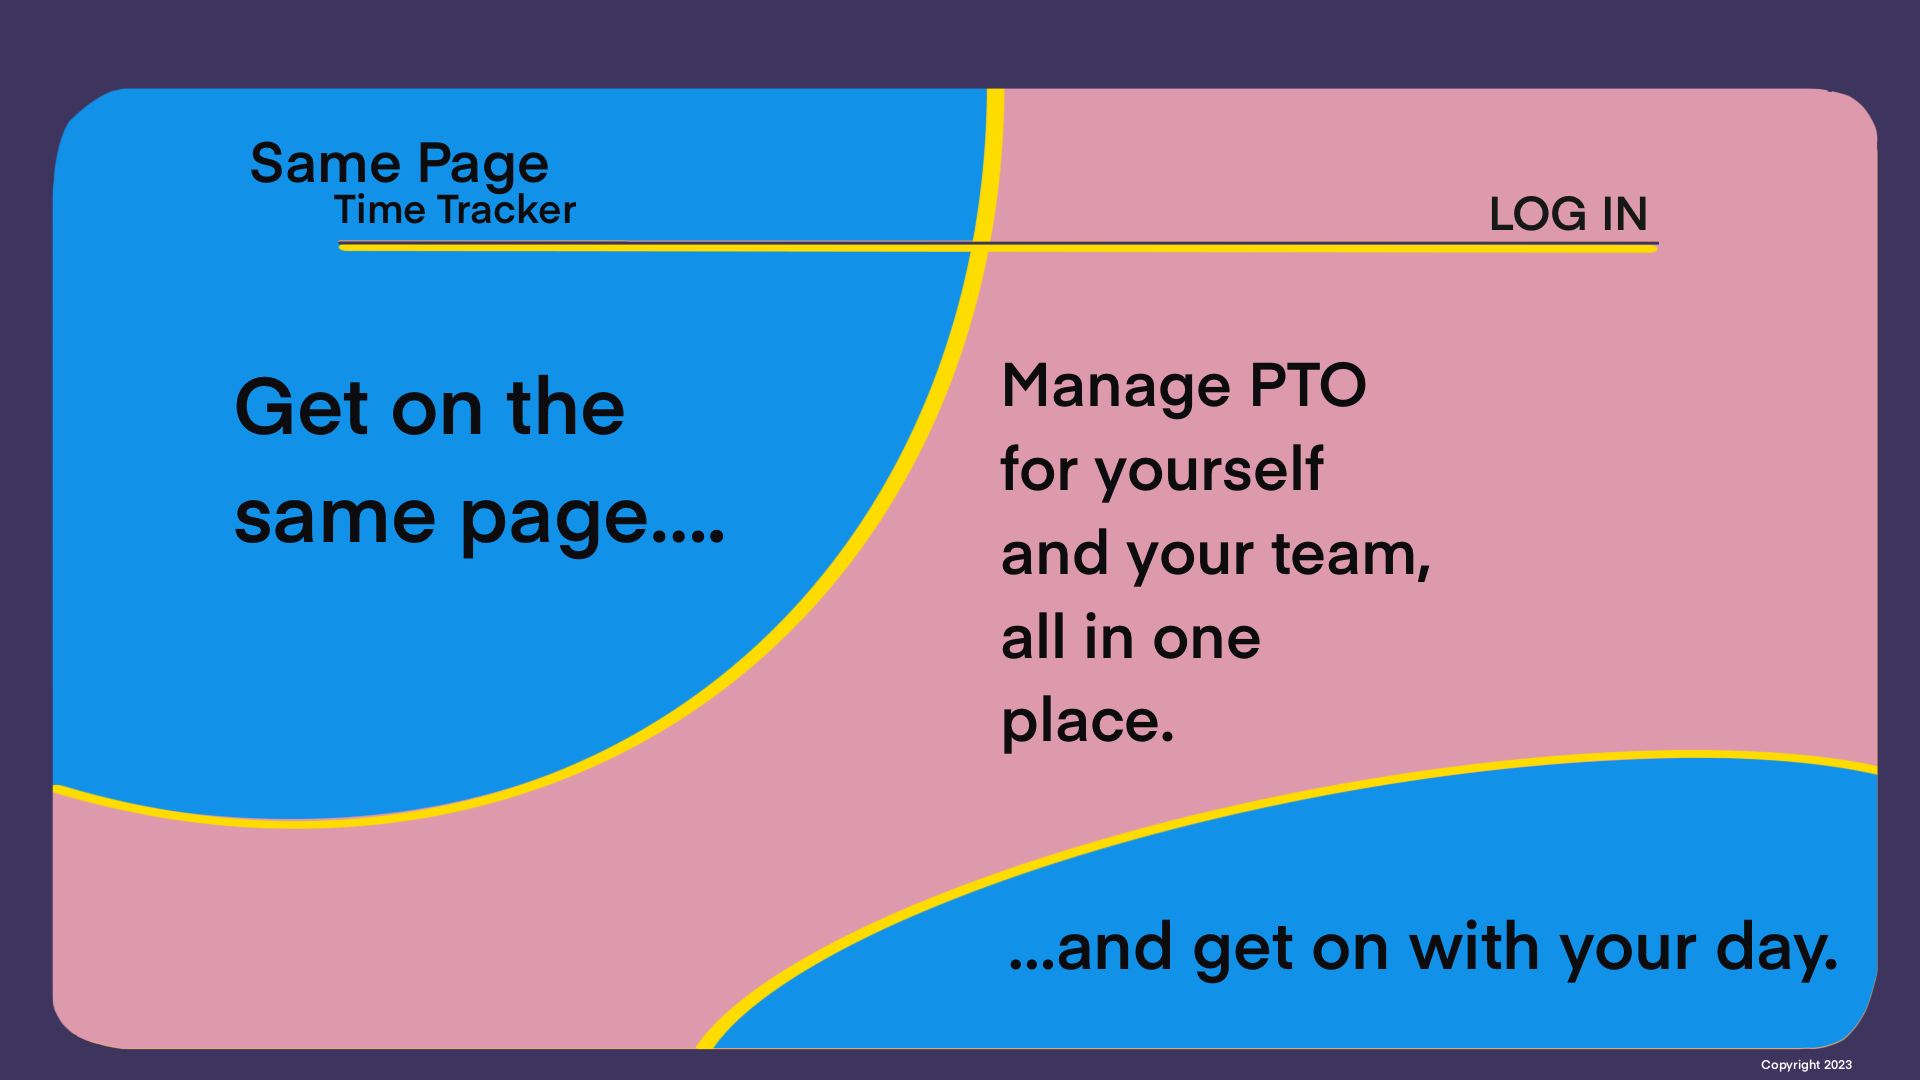 Same Page
Time Tracker
LOG IN
Get on the
same page....
Manage PTO
for yourself
and your team,
all in one
place.
...and get on with your day.
Copyright 2023